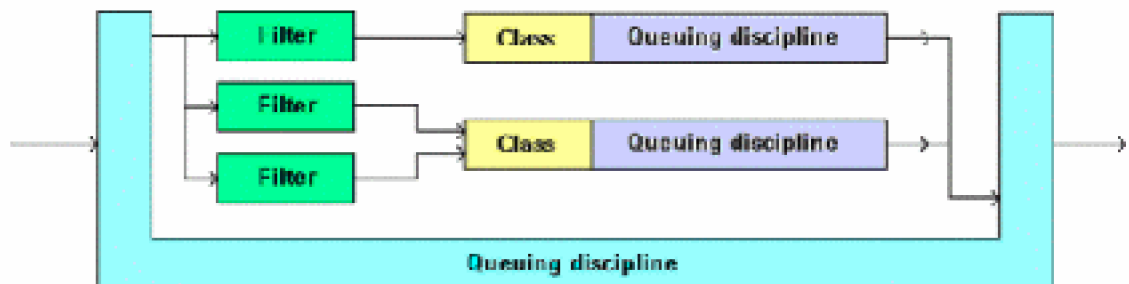 Filter
Class Queuing discipline
Filter
Class Queuing discipline
Filter
Queuing discipline